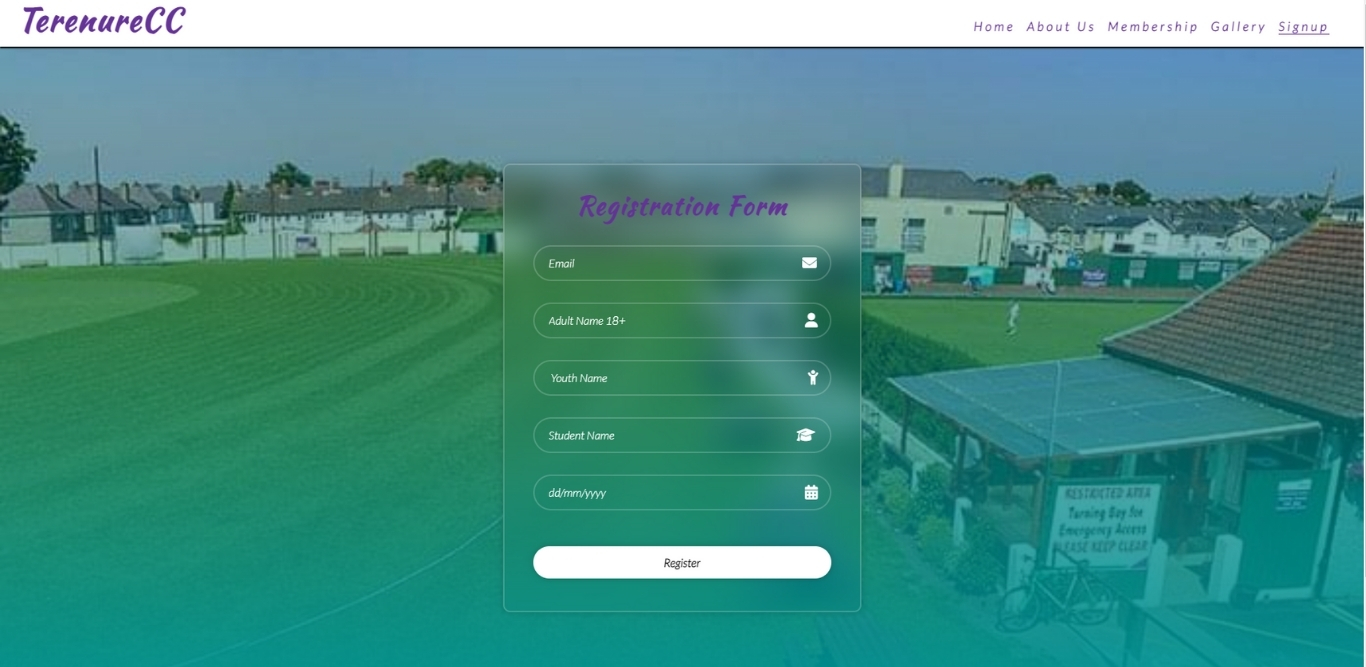 TerenureCC
Home About Us Membership Gallery Signup
Registration Form
Email
Adult Name 18+
Youth Name
Student Name
dd/mm/yyyy
Register
RESTRICTED AREA
Turning Bay for
Emergency Access
PLEASE KEEP CLEAR